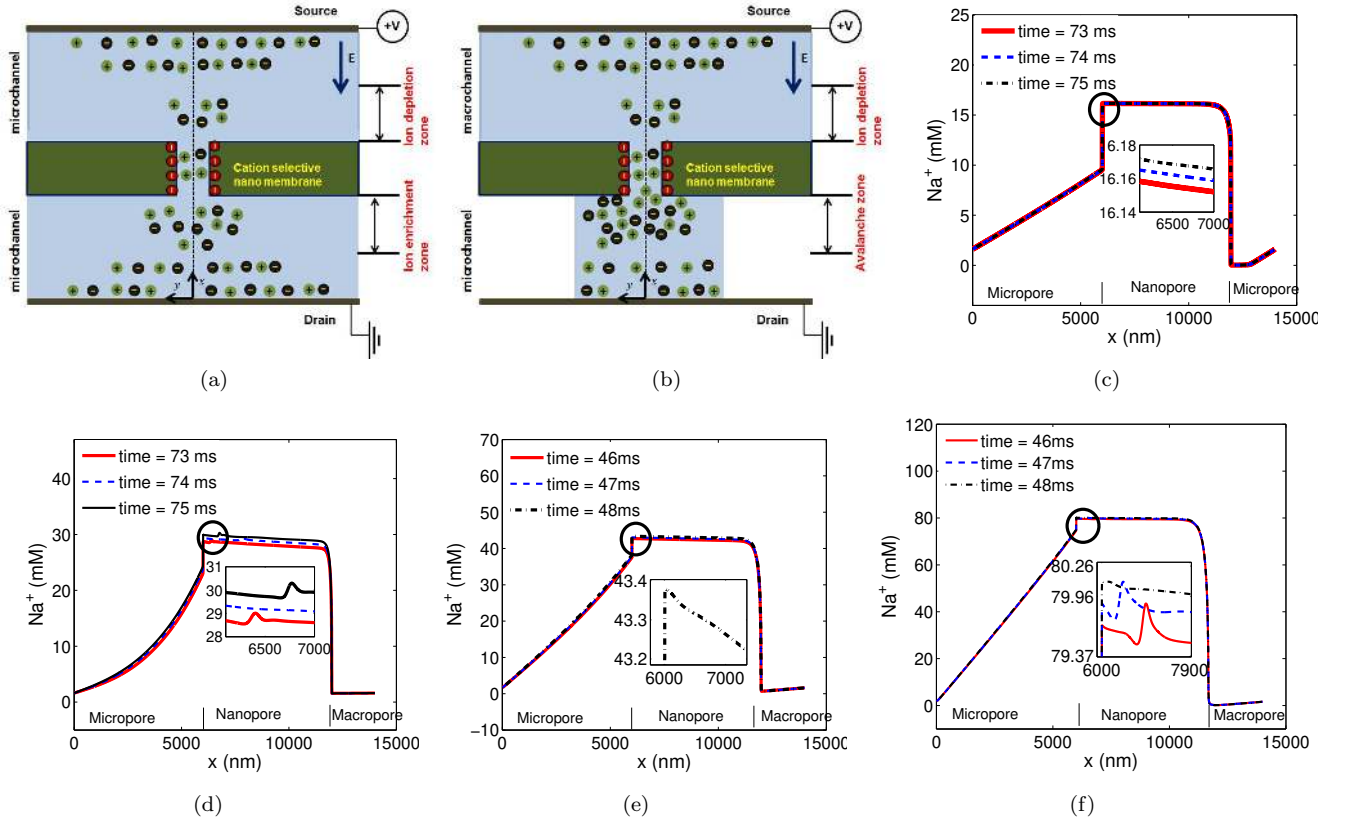 Source
+V
microchannel
E
Ion depletion
zone
Cation selective
nano membrane
Ion enrichment
zone
microchannel
y
x
Drain
(a)
Source
+V
macrochannel
E
Ion depletion
zone
Cation selective
nano membrane
Avalanche zone
microchannel
y
x
Drain
(b)
25
20
15
10
5
0
Na⁺ (mM)
time = 73 ms
time = 74 ms
time = 75 ms
6.18
16.16
16.14
6500
7000
Micropore
Nanopore
Micropore
0
5000
10000
15000
x (nm)
(c)
40
30
20
10
0
Na⁺ (mM)
time = 73 ms
time = 74 ms
time = 75 ms
31
30
29
28
6500
7000
Micropore
Nanopore
Macropore
0
5000
10000
15000
x (nm)
(d)
70
60
50
40
30
20
10
0
−10
Na⁺ (mM)
time = 46ms
time = 47ms
time = 48ms
43.4
43.3
43.2
6000
7000
Micropore
Nanopore
Macropore
0
5000
10000
15000
x (nm)
(e)
120
100
80
60
40
20
0
Na⁺ (mM)
time = 46ms
time = 47ms
time = 48ms
80.26
79.96
79.37
6000
7900
Micropore
Nanopore
Macropore
0
5000
10000
15000
x (nm)
(f)